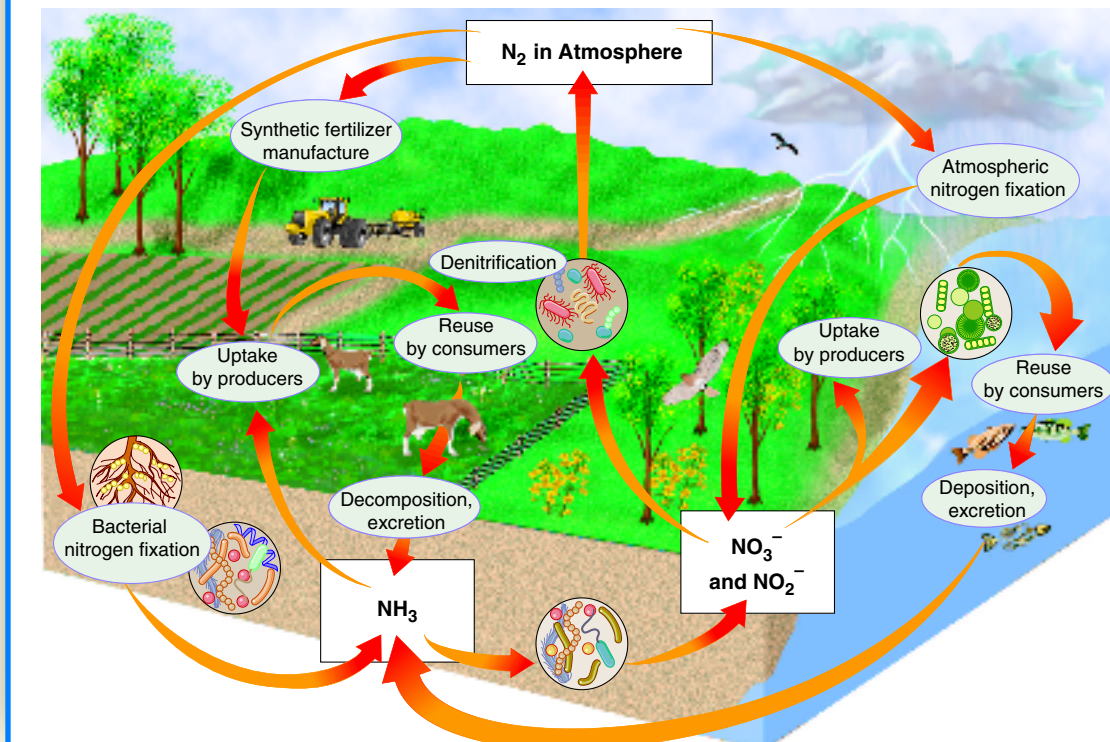 N₂ in Atmosphere
Synthetic fertilizer
manufacture
Atmospheric
nitrogen fixation
Denitrification
Uptake
by producers
Reuse
by consumers
Uptake
by producers
Reuse
by consumers
Decomposition,
excretion
Deposition,
excretion
Bacterial
nitrogen fixation
NO₃⁻
and NO₂⁻
NH₃